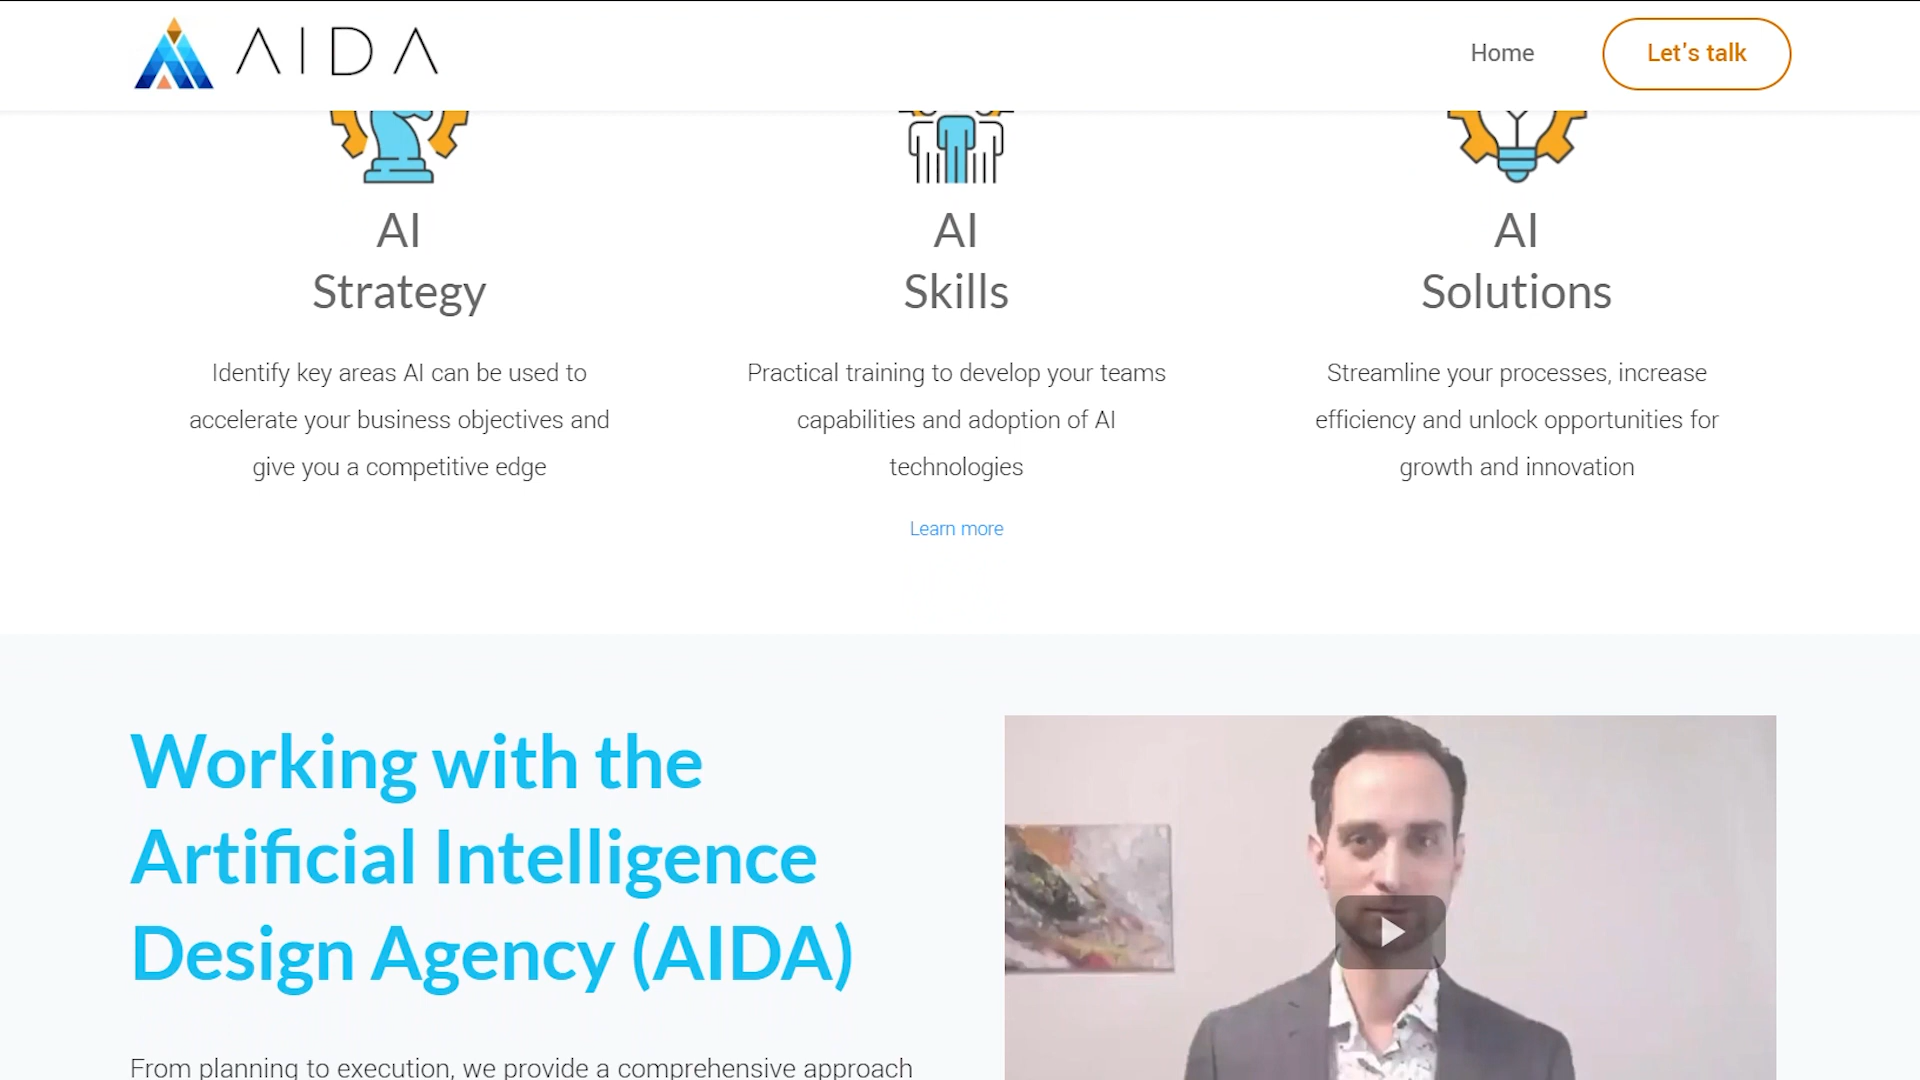 AIDA
Home
Let's talk
AI
Strategy
Identify key areas AI can be used to
accelerate your business objectives and
give you a competitive edge
AI
Skills
Practical training to develop your teams
capabilities and adoption of AI
technologies
Learn more
AI
Solutions
Streamline your processes, increase
efficiency and unlock opportunities for
growth and innovation
Working with the
Artificial Intelligence
Design Agency (AIDA)
From planning to execution, we provide a comprehensive approach